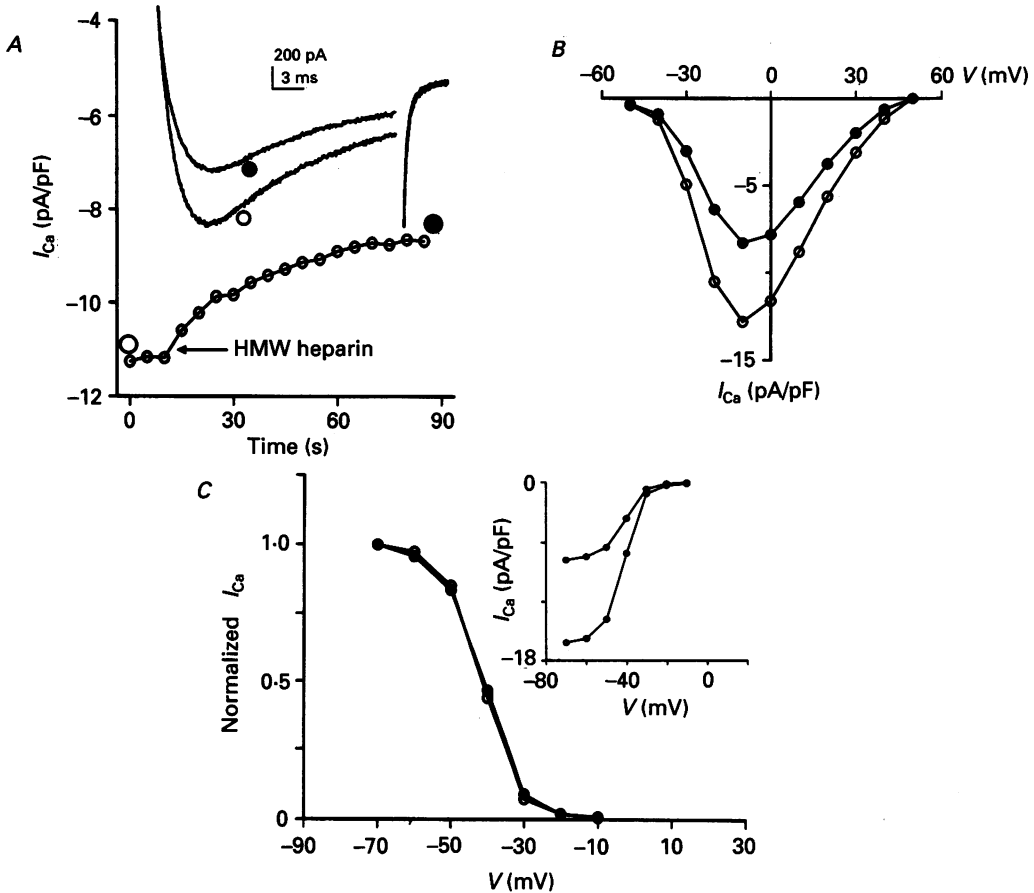 A
−4
−6
−8
−10
−12
I_Ca (pA/pF)
200 pA
3 ms
HMW heparin
0 30 60 90
Time (s)
B
−60 −30 0 30 60 V (mV)
−5
−15
I_Ca (pA/pF)
C
1·0
0·5
0
Normalized I_Ca
−90 −70 −50 −30 −10 10 30
V (mV)
0
−18
I_Ca (pA/pF)
−80 −40 0
V (mV)